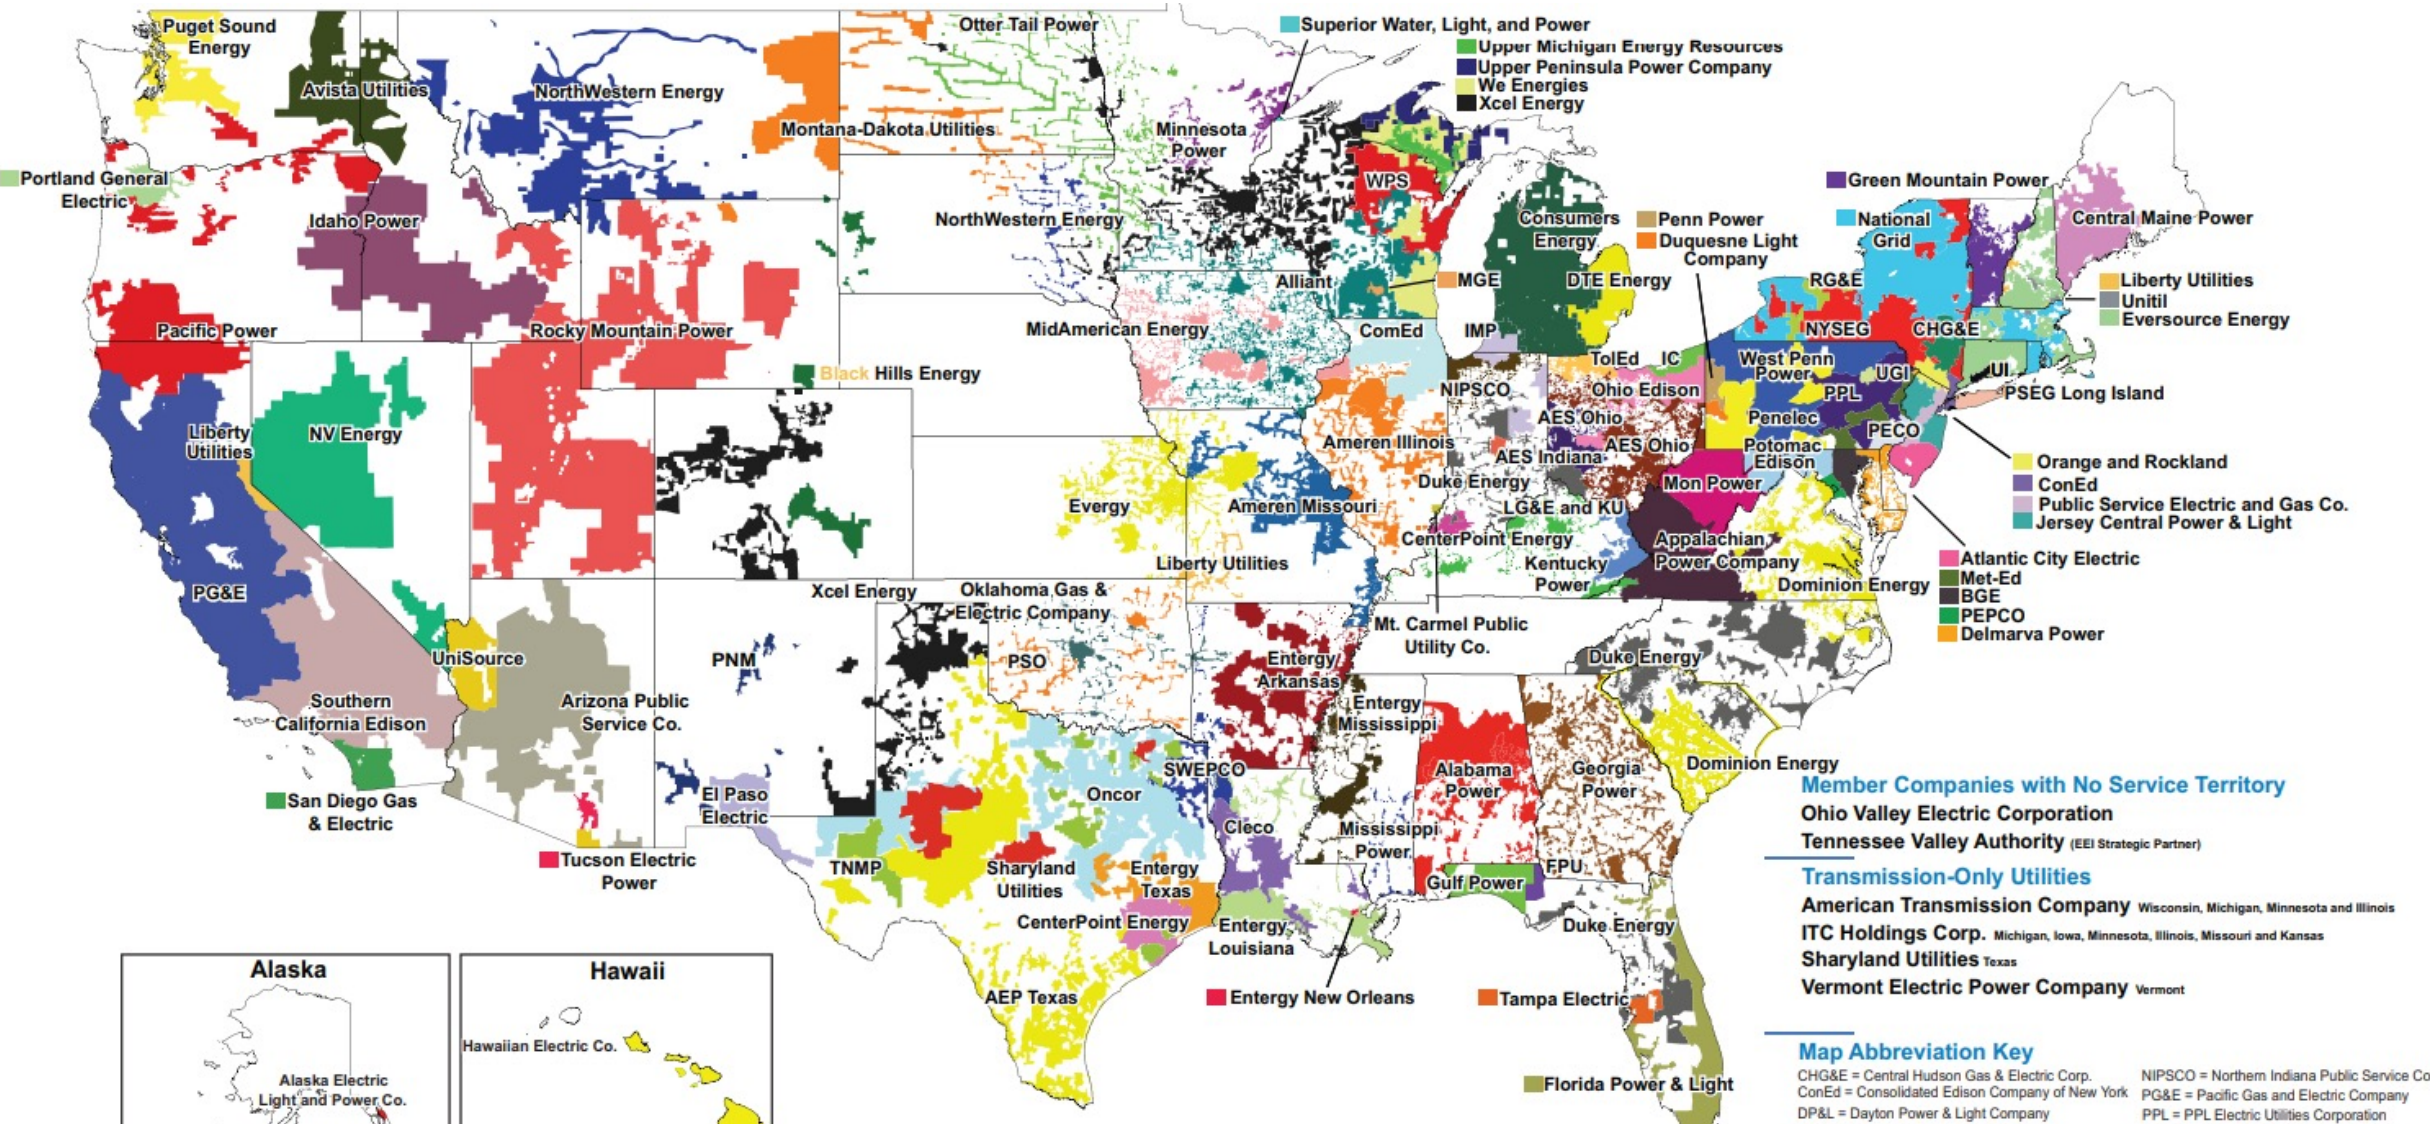 Puget Sound
Energy
Avista Utilities
NorthWestern Energy
Montana-Dakota Utilities
Otter Tail Power
Minnesota
Power
Superior Water, Light, and Power
Upper Michigan Energy Resources
Upper Peninsula Power Company
We Energies
Xcel Energy
Portland General
Electric
Idaho Power
NorthWestern Energy
WPS
Consumers
Energy
Penn Power
Duquesne Light
Company
Green Mountain Power
National
Grid
Central Maine Power
Pacific Power
Rocky Mountain Power
MidAmerican Energy
Alliant
MGE
DTE Energy
RG&E
Liberty Utilities
Unitil
Eversource Energy
ComEd
IMP
NYSEG
CHG&E
Black Hills Energy
TolEd
IC
West Penn
Power
UGI
UI
PSEG Long Island
NIPSCO
Ohio Edison
PPL
Liberty
Utilities
NV Energy
Ameren Illinois
AES Ohio
AES Ohio
AES Indiana
Penelec
PECO
Potomac
Edison
Duke Energy
Mon Power
Orange and Rockland
ConEd
Public Service Electric and Gas Co.
Jersey Central Power & Light
Evergy
Ameren Missouri
LG&E and KU
CenterPoint Energy
Appalachian
Power Company
Kentucky
Power
Dominion Energy
Atlantic City Electric
Met-Ed
BGE
PEPCO
Delmarva Power
PG&E
Xcel Energy
Liberty Utilities
Oklahoma Gas &
Electric Company
Mt. Carmel Public
Utility Co.
UniSource
PNM
PSO
Entergy
Arkansas
Duke Energy
Southern
California Edison
Arizona Public
Service Co.
Entergy
Mississippi
SWEPCO
Alabama
Power
Georgia
Power
Dominion Energy
San Diego Gas
& Electric
El Paso
Electric
Oncor
Cleco
Mississippi
Power
Tucson Electric
Power
TNMP
Sharyland
Utilities
Entergy
Texas
Gulf Power
FPU
CenterPoint Energy
Entergy
Louisiana
Duke Energy
AEP Texas
Entergy New Orleans
Tampa Electric
Florida Power & Light
Alaska
Alaska Electric
Light and Power Co.
Hawaii
Hawaiian Electric Co.
Member Companies with No Service Territory
Ohio Valley Electric Corporation
Tennessee Valley Authority (EEI Strategic Partner)
Transmission-Only Utilities
American Transmission Company Wisconsin, Michigan, Minnesota and Illinois
ITC Holdings Corp. Michigan, Iowa, Minnesota, Illinois, Missouri and Kansas
Sharyland Utilities Texas
Vermont Electric Power Company Vermont
Map Abbreviation Key
CHG&E = Central Hudson Gas & Electric Corp.
ConEd = Consolidated Edison Company of New York
DP&L = Dayton Power & Light Company
NIPSCO = Northern Indiana Public Service Co
PG&E = Pacific Gas and Electric Company
PPL = PPL Electric Utilities Corporation